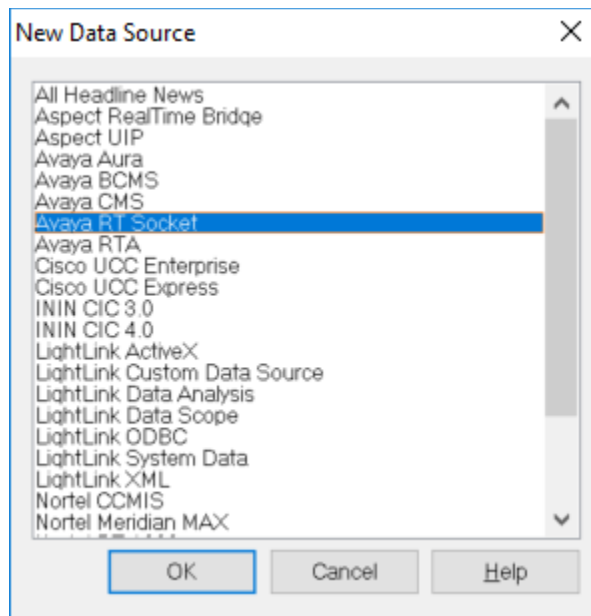 New Data Source
All Headline News
Aspect RealTime Bridge
Aspect UIP
Avaya Aura
Avaya BCMS
Avaya CMS
Avaya RT Socket
Avaya RTA
Cisco UCC Enterprise
Cisco UCC Express
ININ CIC 3.0
ININ CIC 4.0
LightLink ActiveX
LightLink Custom Data Source
LightLink Data Analysis
LightLink Data Scope
LightLink ODBC
LightLink System Data
LightLink XML
Nortel CCMIS
Nortel Meridian MAX
OK Cancel Help